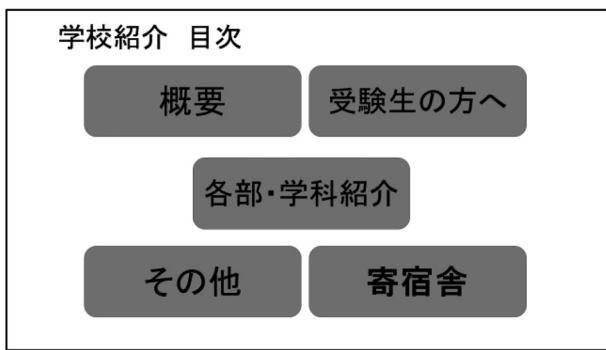 学校紹介 目次
概要
受験生の方へ
各部・学科紹介
その他
寄宿舎